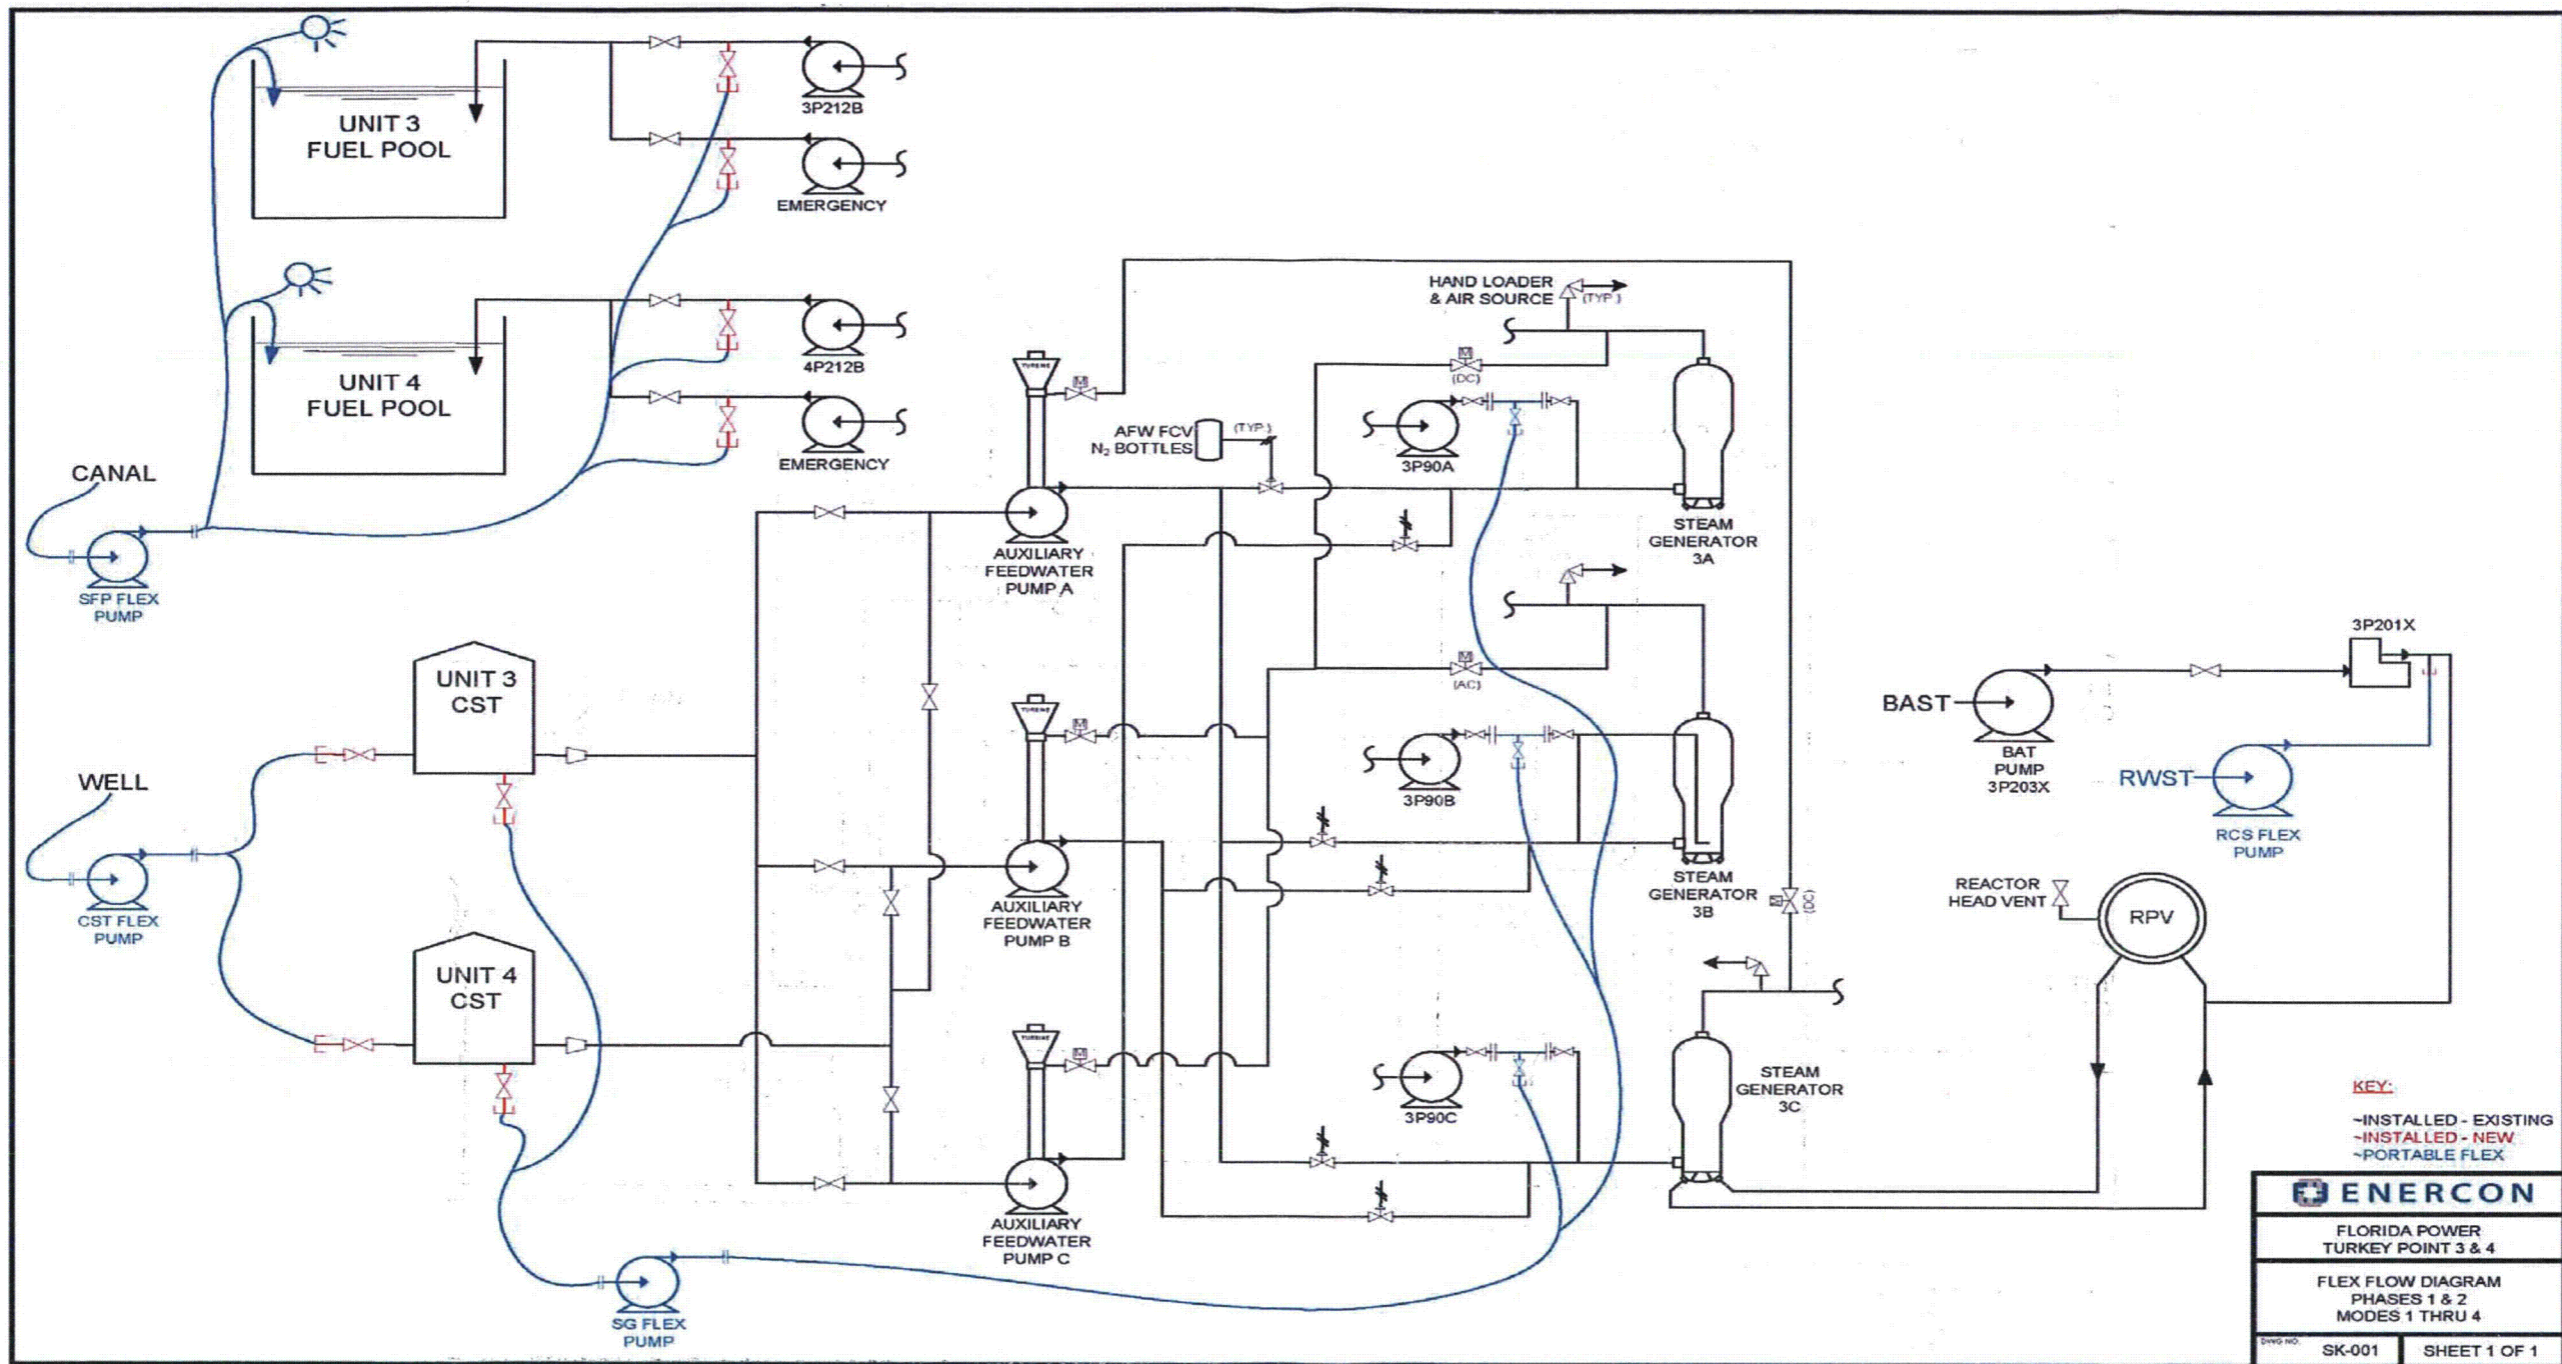 UNIT 3
FUEL POOL
3P212B
EMERGENCY
UNIT 4
FUEL POOL
4P212B
EMERGENCY
CANAL
SFP FLEX
PUMP
UNIT 3
CST
WELL
CST FLEX
PUMP
UNIT 4
CST
SG FLEX
PUMP
TURBINE
M
AUXILIARY
FEEDWATER
PUMP A
TURBINE
M
AUXILIARY
FEEDWATER
PUMP B
TURBINE
M
AUXILIARY
FEEDWATER
PUMP C
AFW FCV
N₂ BOTTLES
(TYP.)
HAND LOADER
& AIR SOURCE
(TYP.)
M
(DC)
3P90A
STEAM
GENERATOR
3A
M
(AC)
3P90B
STEAM
GENERATOR
3B
M
(DC)
3P90C
STEAM
GENERATOR
3C
3P201X
BAST
BAT
PUMP
3P203X
RWST
RCS FLEX
PUMP
REACTOR
HEAD VENT
RPV
KEY:
~INSTALLED - EXISTING
~INSTALLED - NEW
~PORTABLE FLEX
ENERCON
FLORIDA POWER
TURKEY POINT 3 & 4
FLEX FLOW DIAGRAM
PHASES 1 & 2
MODES 1 THRU 4
DWG NO.
SK-001
SHEET 1 OF 1